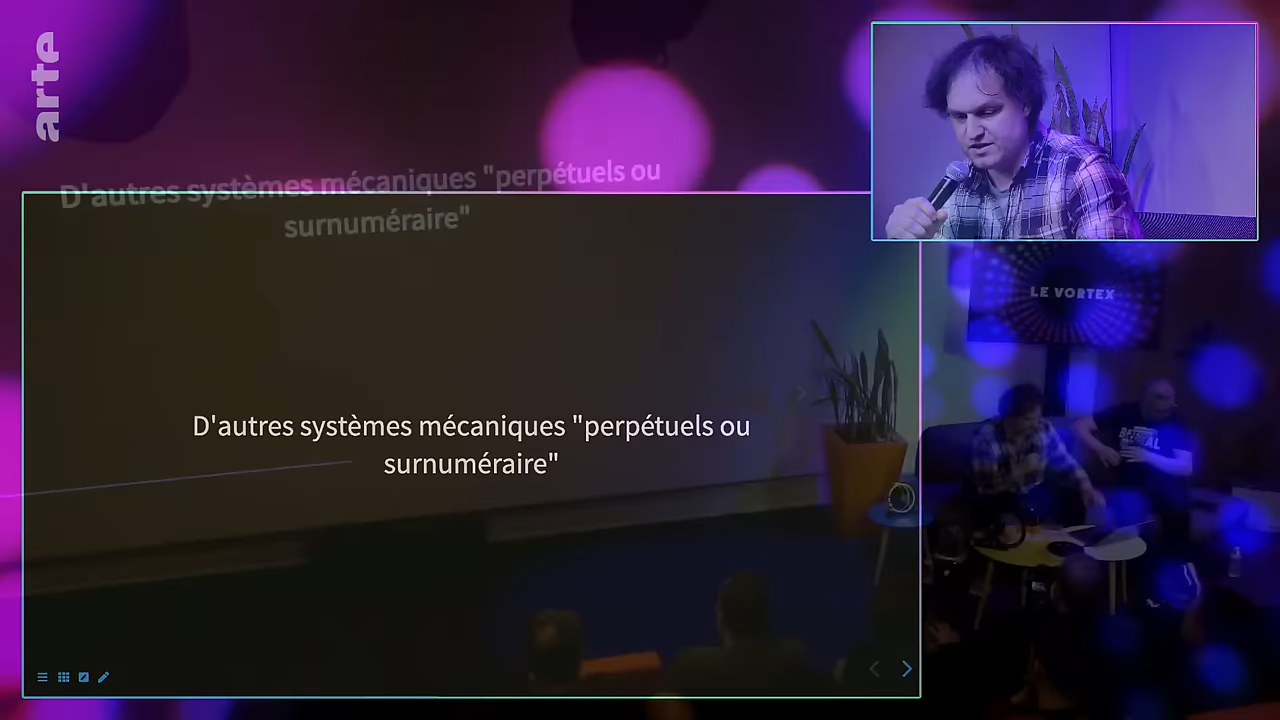 arte
D'autres systèmes mécaniques "perpétuels ou
surnuméraire"
LE VORTEX
D'autres systèmes mécaniques "perpétuels ou
surnuméraire"